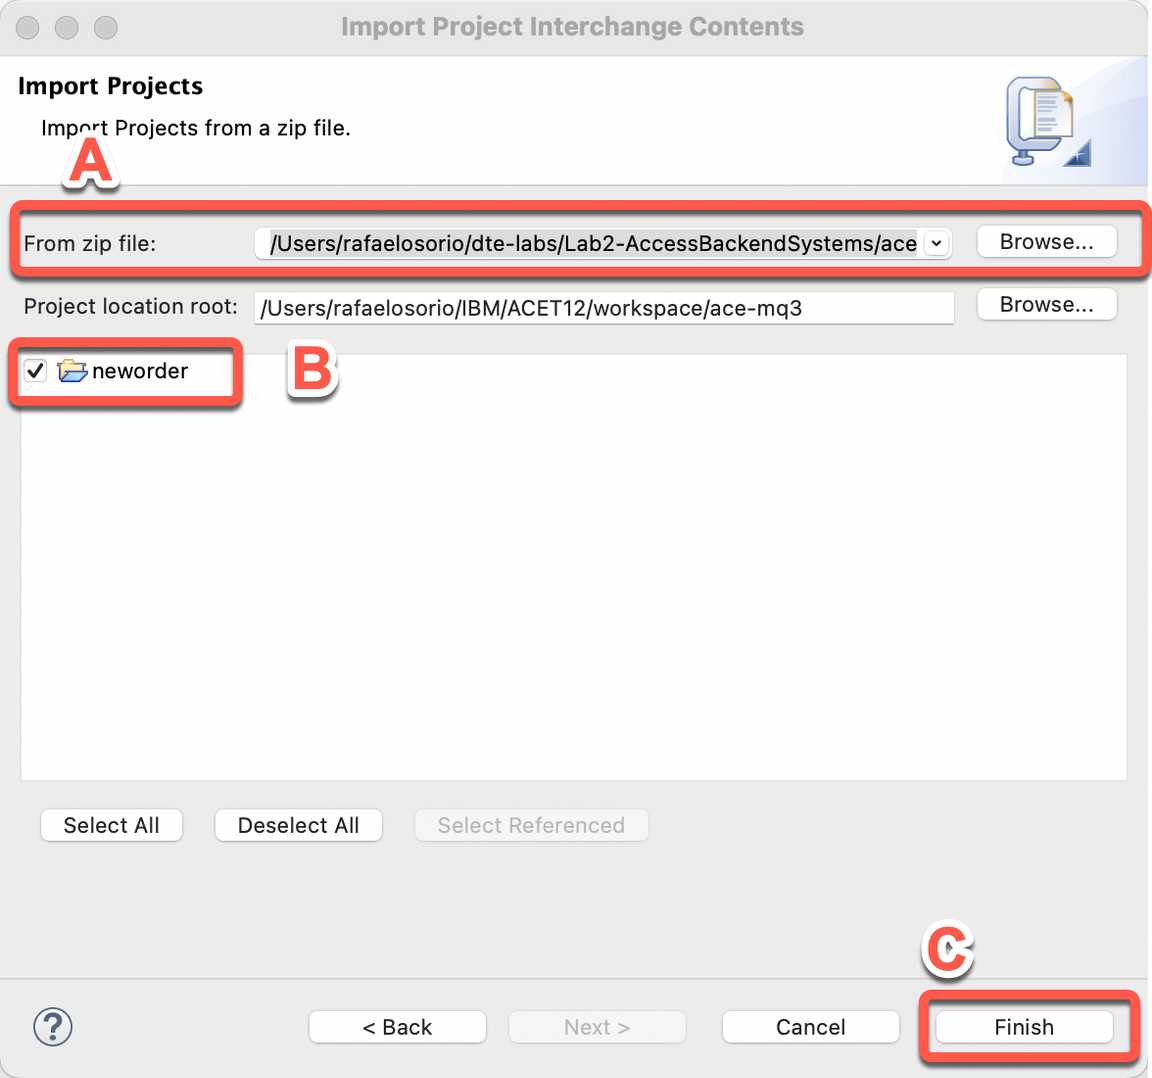 Import Project Interchange Contents
Import Projects
Import Projects from a zip file.
A
From zip file: /Users/rafaelosorio/dte-labs/Lab2-AccessBackendSystems/ace Browse...
Project location root: /Users/rafaelosorio/IBM/ACET12/workspace/ace-mq3 Browse...
neworder B
Select All Deselect All Select Referenced
C
? < Back Next > Cancel Finish